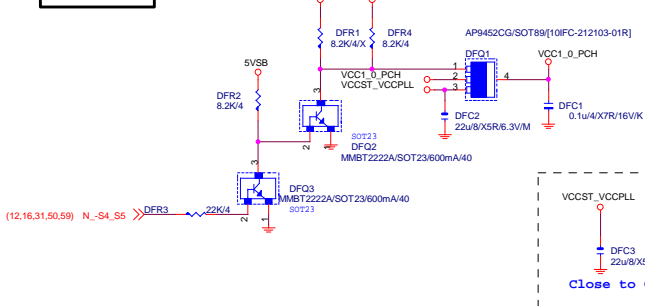 DFR1
8.2K/4/X
DFR4
8.2K/4
AP9452CG/SOT89/[10IFC-212103-01R]
DFQ1
VCC1_0_PCH
5VSB
VCC1_0_PCH
VCCST_VCCPLL
1
2
3
4
DFR2
8.2K/4
3
DFC2
22u/8/X5R/6.3V/M
DFC1
0.1u/4/X7R/16V/K
2
1
SOT23
DFQ2
MMBT2222A/SOT23/600mA/40
3
DFQ3
MMBT2222A/SOT23/600mA/40
SOT23
(12,16,31,50,59) N_-S4_S5 DFR3 22K/4
2
1
VCCST_VCCPLL
DFC3
Close to